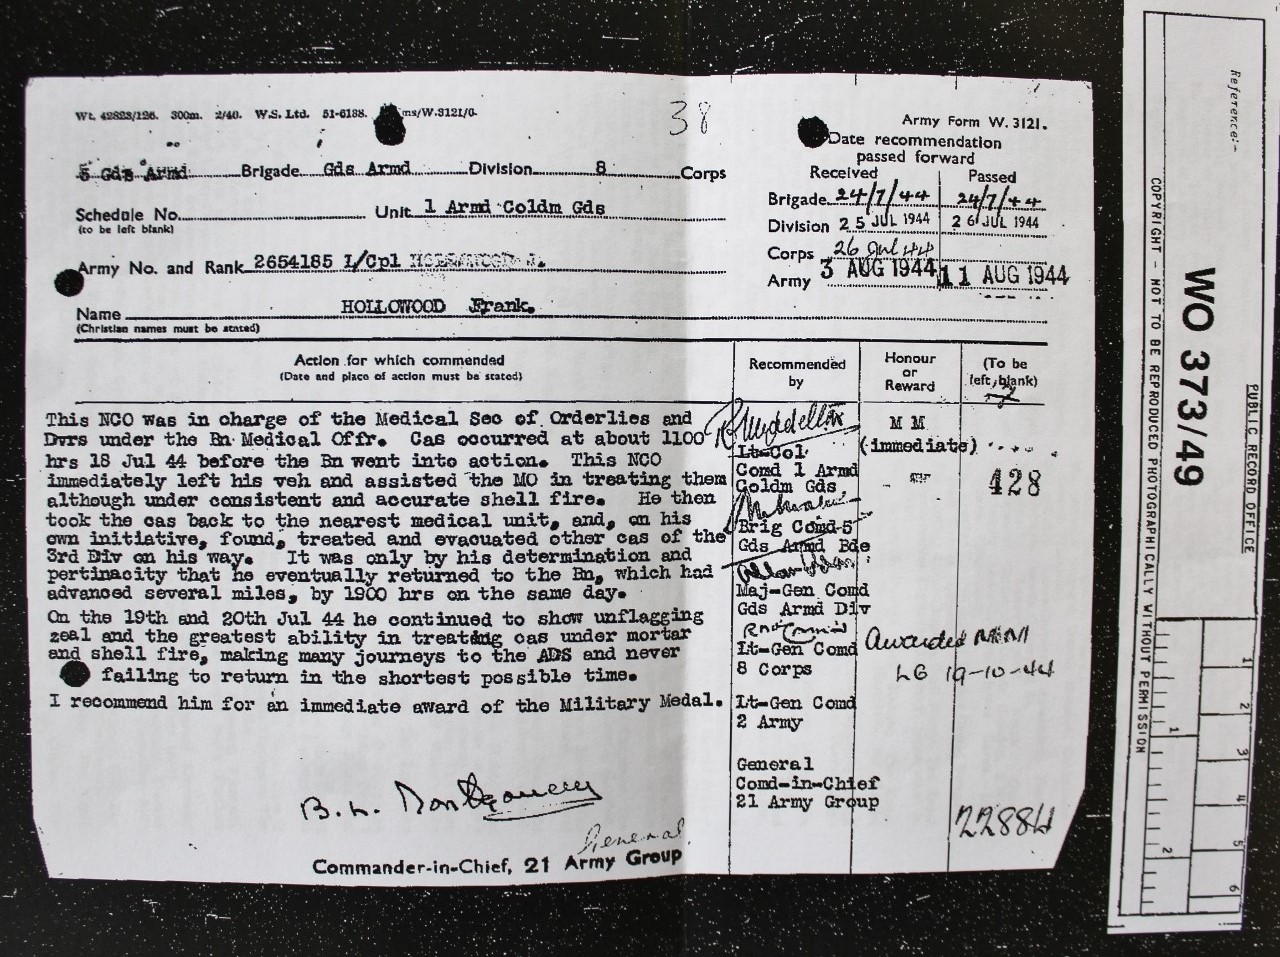 Wt. 42823/126. 300m. 2/40. W.S. Ltd. 51-6188.
ms/W.3121/6.
38
Army Form W. 3121.
Date recommendation
passed forward
5 Gds Armd Brigade Gds Armd Division 8 Corps
Received Passed
Brigade 24/7/44 24/7/44
Schedule No. Unit 1 Armd Coldm Gds
(to be left blank)
Division 25 JUL 1944 26 JUL 1944
Corps 26 Jul 44
Army No. and Rank 2654185 L/Cpl
Army 3 AUG 1944 11 AUG 1944
Name HOLLOWOOD Frank.
(Christian names must be stated)
Action for which commended
(Date and place of action must be stated)
Recommended
by
Honour
or
Reward
(To be
left blank)
This NCO was in charge of the Medical Sec of Orderlies and
Dvrs under the Bn Medical Offr. Cas occurred at about 1100
hrs 18 Jul 44 before the Bn went into action. This NCO
immediately left his veh and assisted the MO in treating them
although under consistent and accurate shell fire. He then
took the cas back to the nearest medical unit, and, on his
own initiative, found, treated and evacuated other cas of the
3rd Div on his way. It was only by his determination and
pertinacity that he eventually returned to the Bn, which had
advanced several miles, by 1900 hrs on the same day.
On the 19th and 20th Jul 44 he continued to show unflagging
zeal and the greatest ability in treating cas under mortar
and shell fire, making many journeys to the ADS and never
failing to return in the shortest possible time.
I recommend him for an immediate award of the Military Medal.
Lt-Col
Comd 1 Armd
Coldm Gds
Brig Comd 5
Gds Armd Bde
Maj-Gen Comd
Gds Armd Div
Lt-Gen Comd
8 Corps
Lt-Gen Comd
2 Army
General
Comd-in-Chief
21 Army Group
M M
(immediate)
428
Awarded MM
LG 19-10-44
22884
B. L. Montgomery
General
Commander-in-Chief, 21 Army Group
Reference:-
PUBLIC RECORD OFFICE
WO 373/49
COPYRIGHT - NOT TO BE REPRODUCED PHOTOGRAPHICALLY WITHOUT PERMISSION
1
2
3
4
5
6
1
2